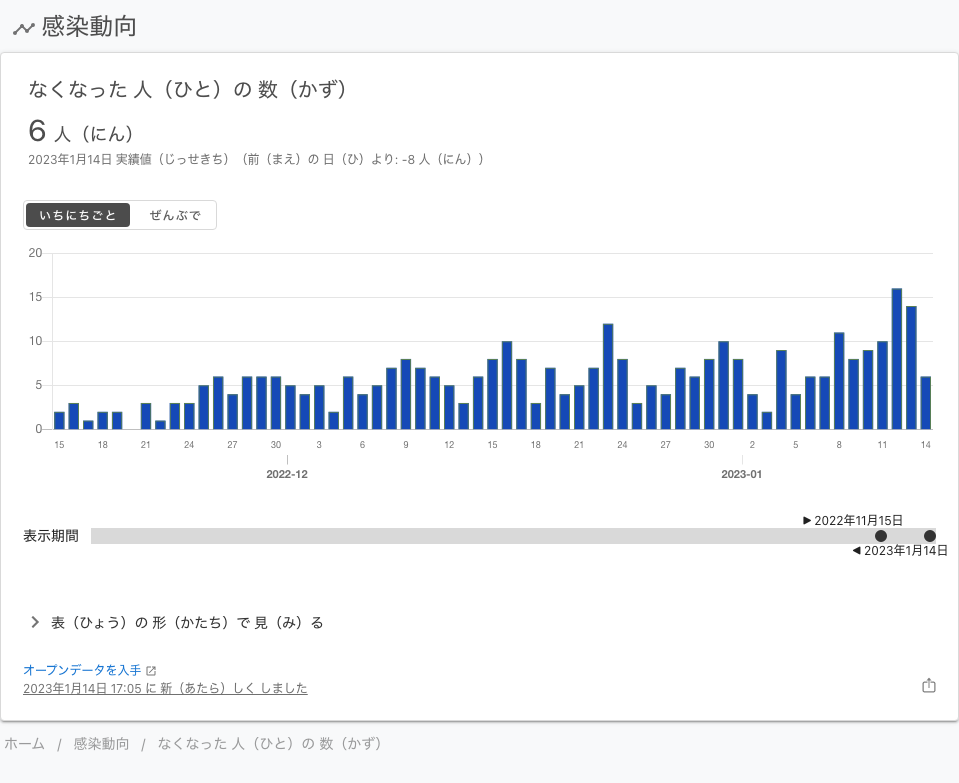 感染動向
なくなった 人（ひと）の 数（かず）
6 人（にん）
2023年1月14日 実績値（じっせきち）（前（まえ）の 日（ひ）より: -8 人（にん））
いちにちごと ぜんぶで
20
15
10
5
0
15 18 21 24 27 30 3 6 9 12 15 18 21 24 27 30 2 5 8 11 14
2022-12 2023-01
▶ 2022年11月15日
表示期間
◀ 2023年1月14日
表（ひょう）の 形（かたち）で 見（み）る
オープンデータを入手
2023年1月14日 17:05 に 新（あたら）しく しました
ホーム / 感染動向 / なくなった 人（ひと）の 数（かず）